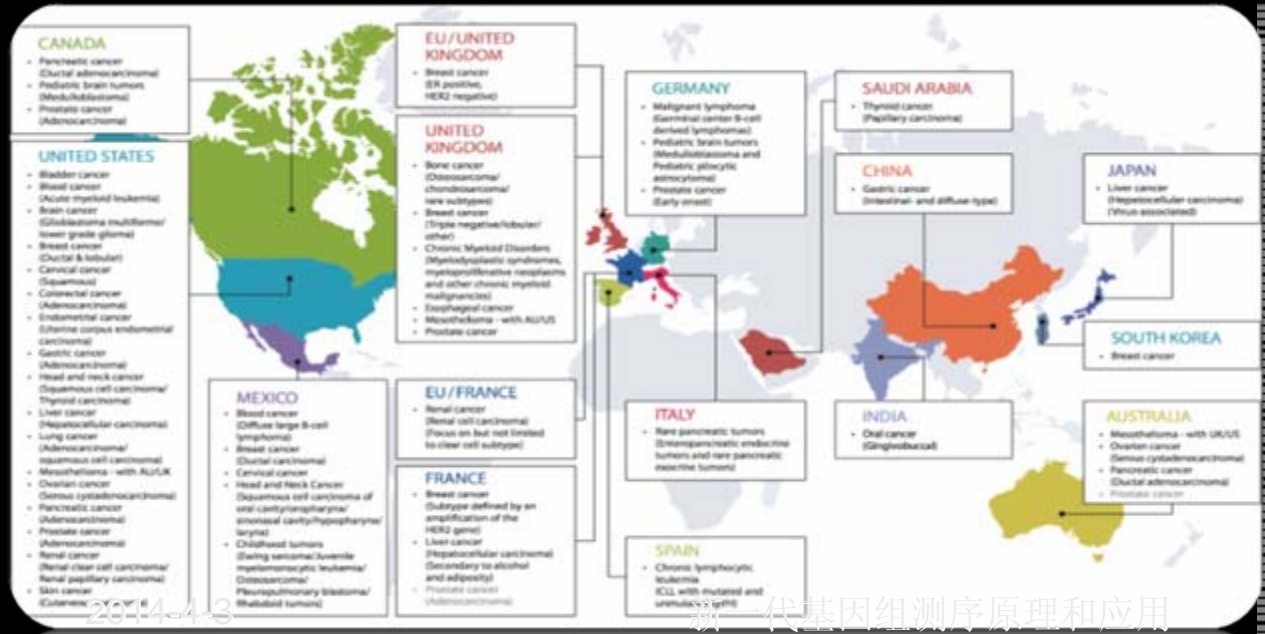 CANADA
• Pancreatic cancer
(Ductal adenocarcinoma)
• Pediatric brain tumors
(Medulloblastoma)
• Prostate cancer
(Adenocarcinoma)
UNITED STATES
• Bladder cancer
• Blood cancer
(Acute myeloid leukemia)
• Brain cancer
(Glioblastoma multiforme/
lower grade glioma)
• Breast cancer
(Ductal & lobular)
• Cervical cancer
(Squamous)
• Colorectal cancer
(Adenocarcinoma)
• Endometrial cancer
(Uterine corpus endometrial
carcinoma)
• Gastric cancer
(Adenocarcinoma)
• Head and neck cancer
(Squamous cell carcinoma/
Thyroid carcinoma)
• Liver cancer
(Hepatocellular carcinoma)
• Lung cancer
(Adenocarcinoma/
squamous cell carcinoma)
• Mesothelioma - with AU/UK
• Ovarian cancer
(Serous cystadenocarcinoma)
• Pancreatic cancer
(Adenocarcinoma)
• Prostate cancer
(Adenocarcinoma)
• Renal cancer
(Renal clear cell carcinoma/
Renal papillary carcinoma)
• Skin cancer
(Cutaneous
MEXICO
• Blood cancer
(Diffuse large B-cell
lymphoma)
• Breast cancer
(Ductal carcinoma)
• Cervical cancer
• Head and Neck Cancer
(Squamous cell carcinoma of
oral cavity/oropharynx/
sinonasal cavity/hypopharynx/
larynx)
• Childhood tumors
(Ewing sarcoma/Juvenile
myelomonocytic leukemia/
Osteosarcoma/
Pleuropulmonary blastoma/
Rhabdoid tumors)
EU/UNITED
KINGDOM
• Breast cancer
(ER positive,
HER2 negative)
UNITED
KINGDOM
• Bone cancer
(Osteosarcoma/
chondrosarcoma/
rare subtypes)
• Breast cancer
(Triple negative/lobular/
other)
• Chronic Myeloid Disorders
(Myelodysplastic syndromes,
myeloproliferative neoplasms
and other chronic myeloid
malignancies)
• Esophageal cancer
• Mesothelioma - with AU/US
• Prostate cancer
EU/FRANCE
• Renal cancer
(Renal cell carcinoma)
(Focus on but not limited
to clear cell subtype)
FRANCE
• Breast cancer
(Subtype defined by an
amplification of the
HER2 gene)
• Liver cancer
(Hepatocellular carcinoma)
(Secondary to alcohol
and adiposity)
• Prostate cancer
(Adenocarcinoma)
GERMANY
• Malignant lymphoma
(Germinal center B-cell
derived lymphomas)
• Pediatric brain tumors
(Medulloblastoma and
Pediatric pilocytic
astrocytoma)
• Prostate cancer
(Early onset)
ITALY
• Rare pancreatic tumors
(Enteropancreatic endocrine
tumors and rare pancreatic
exocrine tumors)
SPAIN
• Chronic lymphocytic
leukemia
(CLL with mutated and
SAUDI ARABIA
• Thyroid cancer
(Papillary carcinoma)
CHINA
• Gastric cancer
(Intestinal- and diffuse-type)
INDIA
• Oral cancer
(Gingivobuccal)
JAPAN
• Liver cancer
(Hepatocellular carcinoma)
(Virus-associated)
SOUTH KOREA
• Breast cancer
AUSTRALIA
• Mesothelioma - with UK/US
• Ovarian cancer
(Serous cystadenocarcinoma)
• Pancreatic cancer
(Ductal adenocarcinoma)
• Prostate cancer
2014-4-3
新一代基因组测序原理和应用